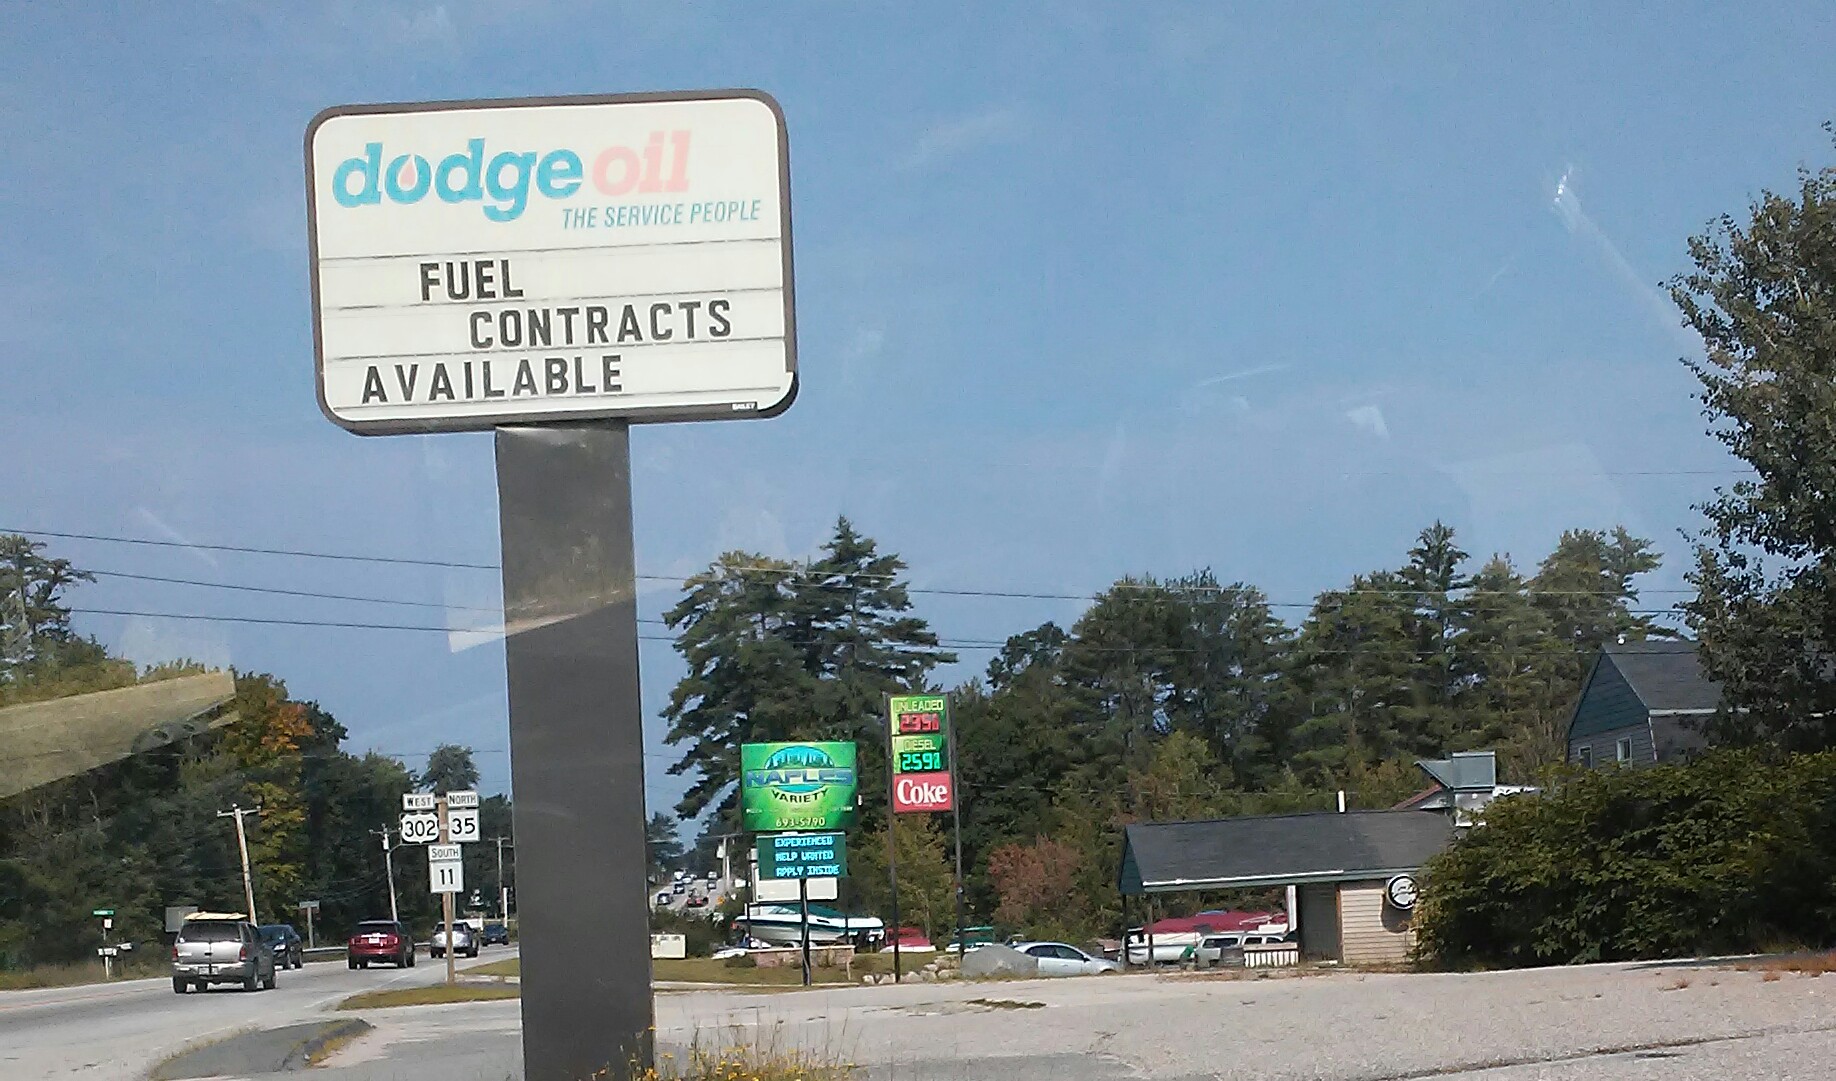 dodge oil
THE SERVICE PEOPLE
FUEL
CONTRACTS
AVAILABLE
WEST
302
NORTH
35
SOUTH
11
NAPLES
VARIETY
693-5790
EXPERIENCED
HELP WANTED
APPLY INSIDE
UNLEADED
DIESEL
Coke